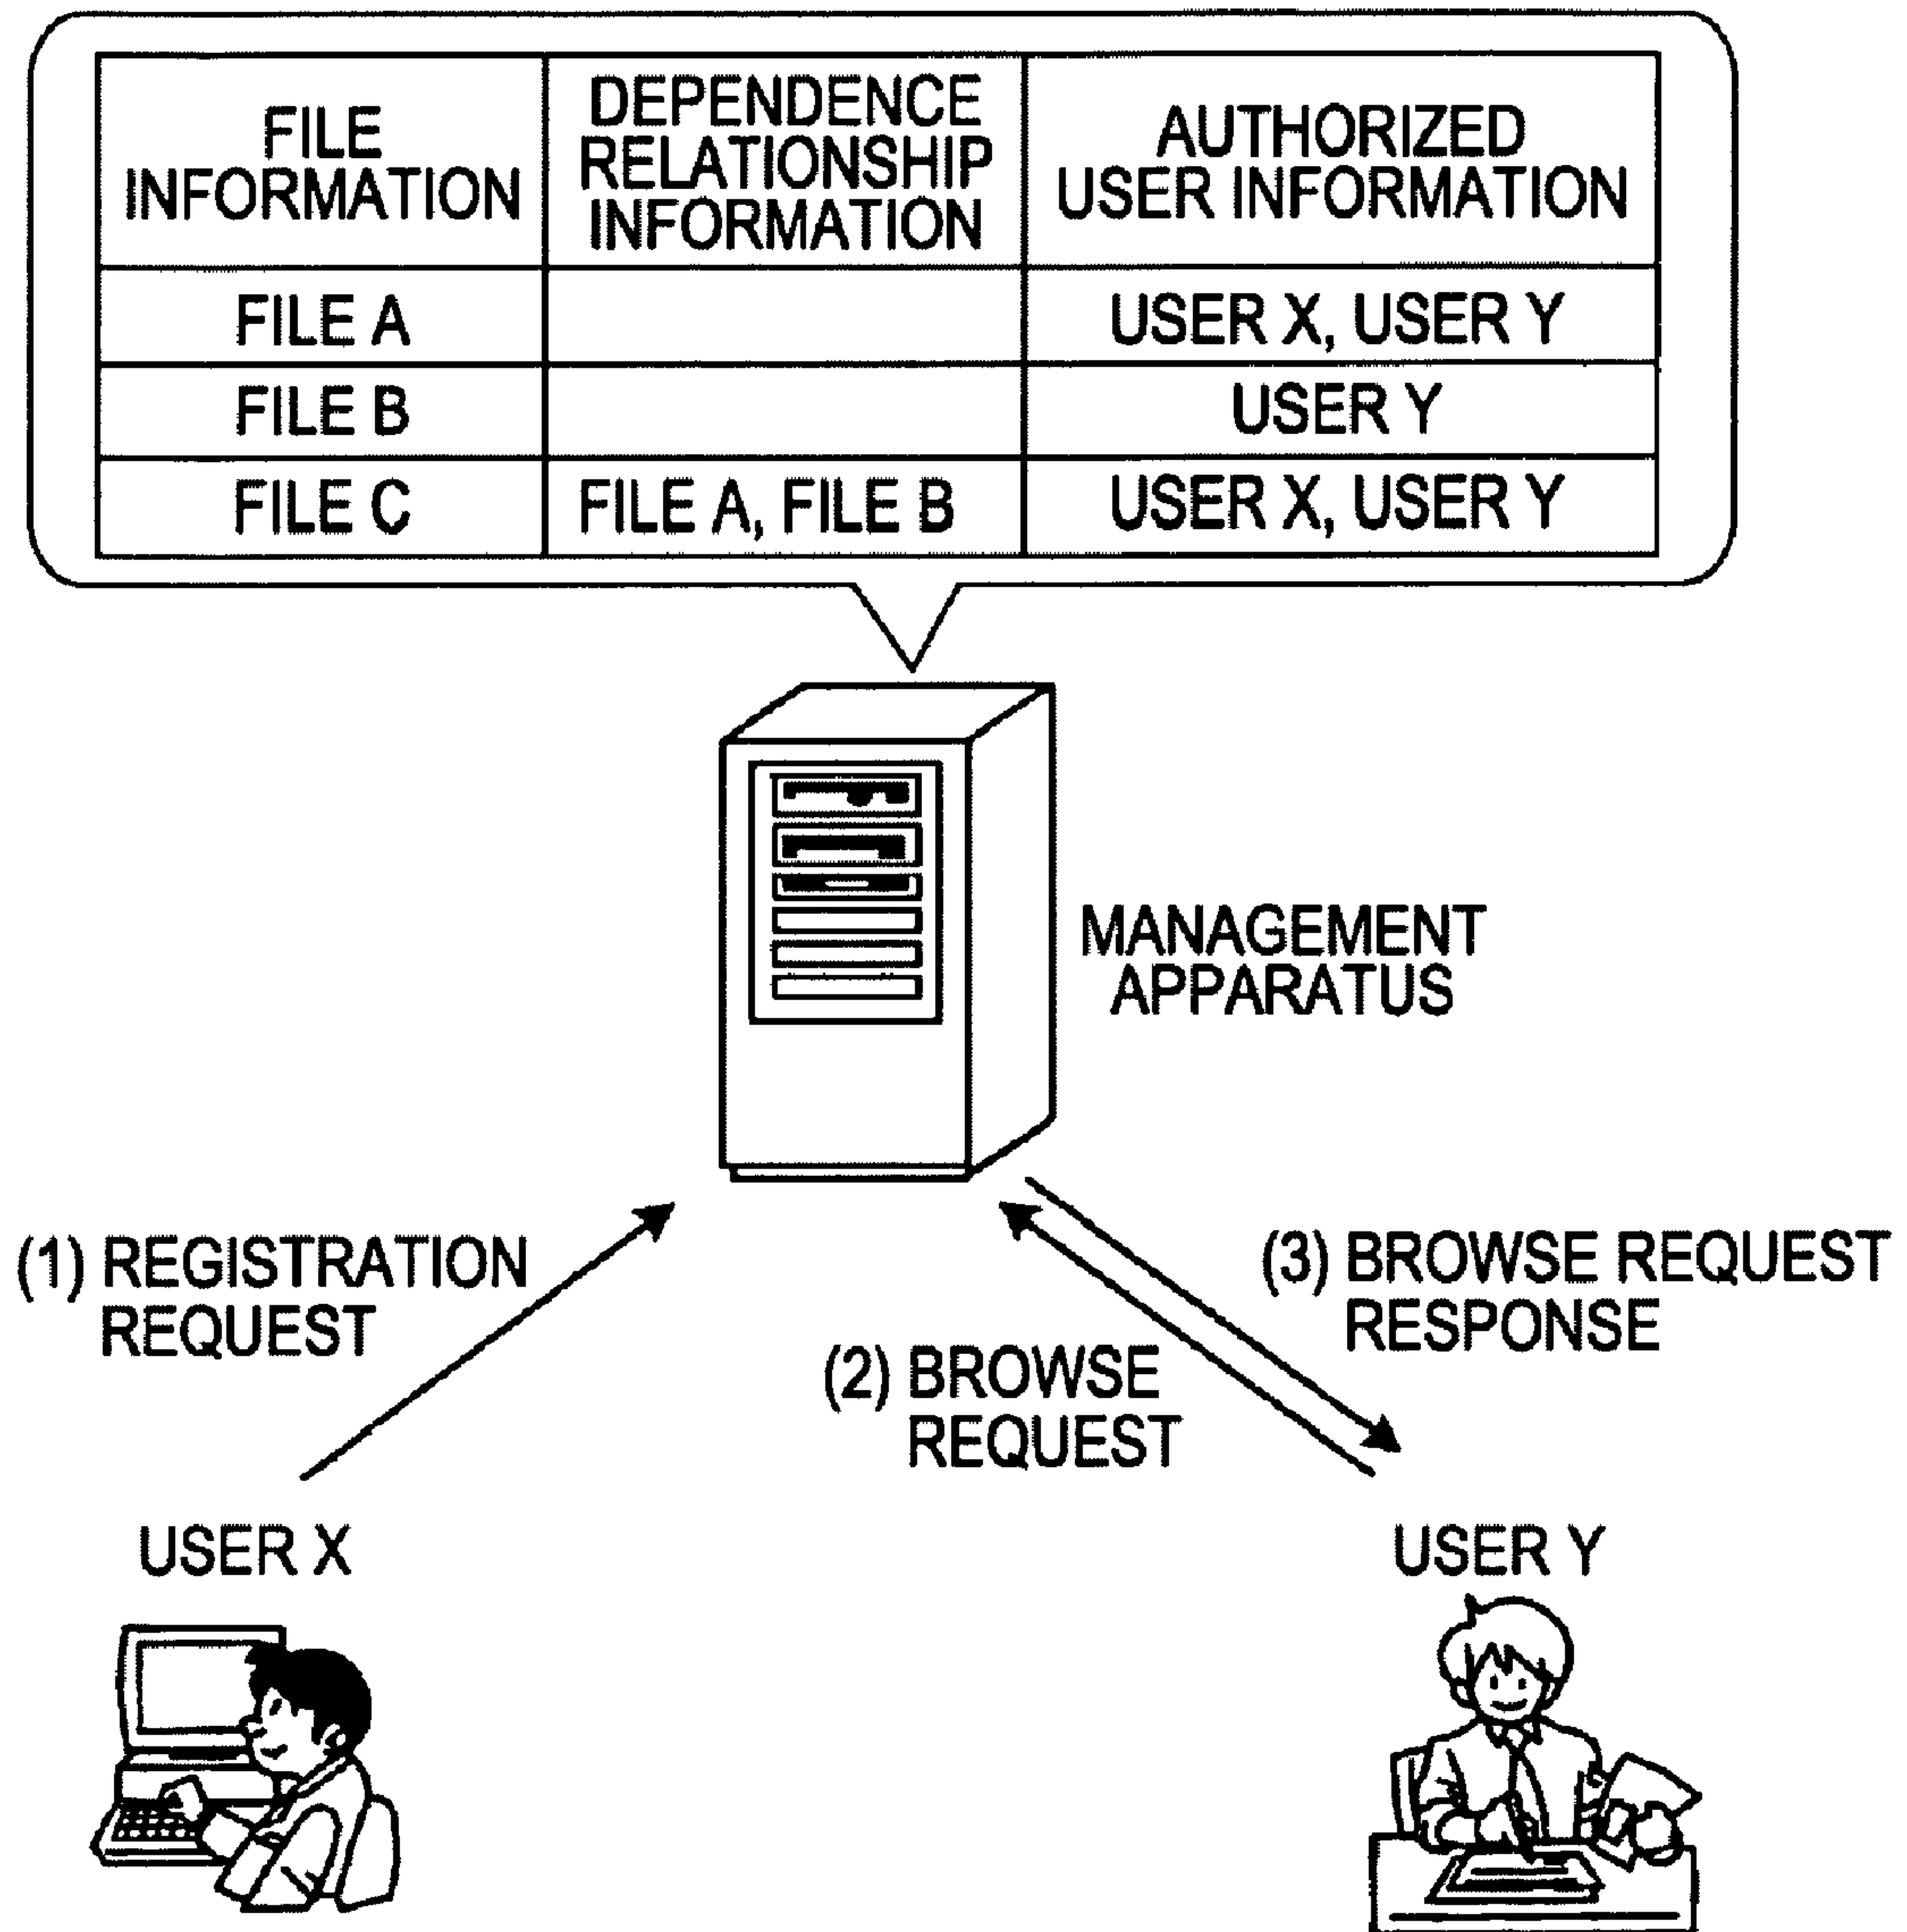 FILE
INFORMATION
DEPENDENCE
RELATIONSHIP
INFORMATION
AUTHORIZED
USER INFORMATION
FILE A
USER X, USER Y
FILE B
USER Y
FILE C
FILE A, FILE B
USER X, USER Y
MANAGEMENT
APPARATUS
(1) REGISTRATION
REQUEST
(2) BROWSE
REQUEST
(3) BROWSE REQUEST
RESPONSE
USER X
USER Y